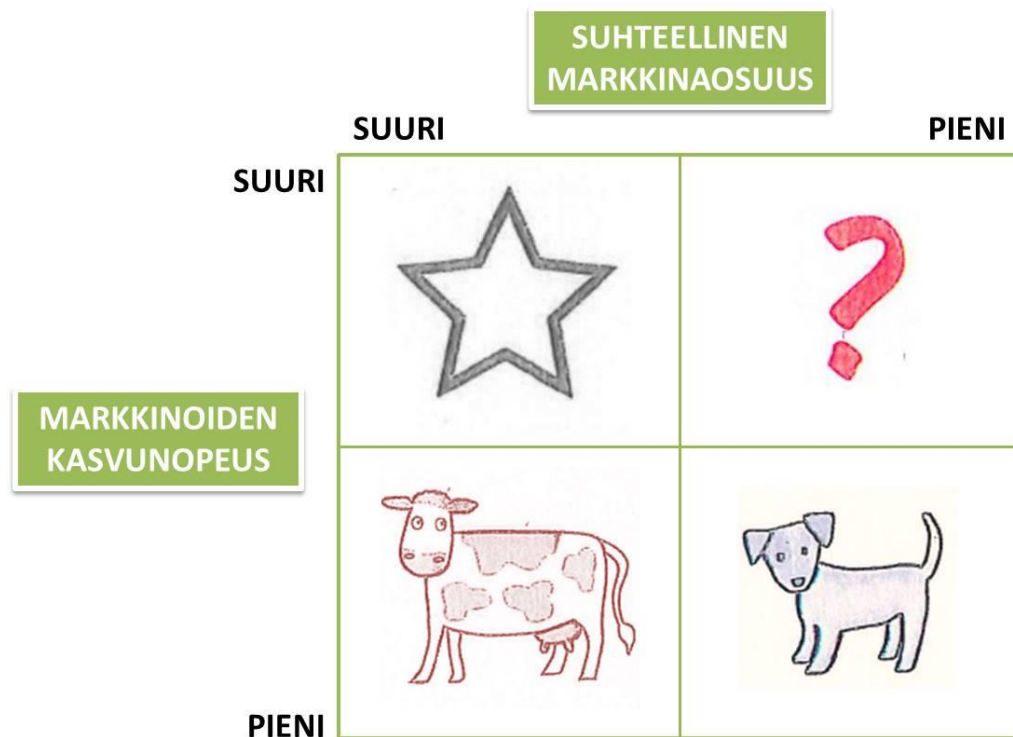 SUHTEELLINEN
MARKKINAOSUUS
SUURI
PIENI
SUURI
?
MARKKINOIDEN
KASVUNOPEUS
PIENI